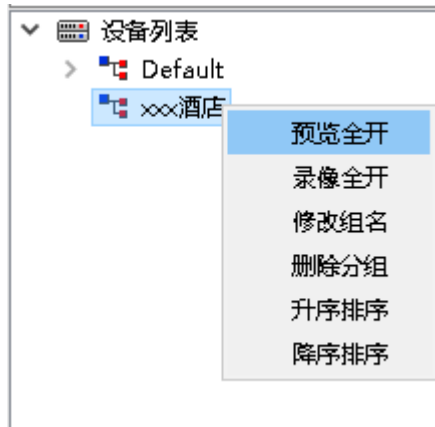 设备列表
Default
xxx酒店
预览全开
录像全开
修改组名
删除分组
升序排序
降序排序